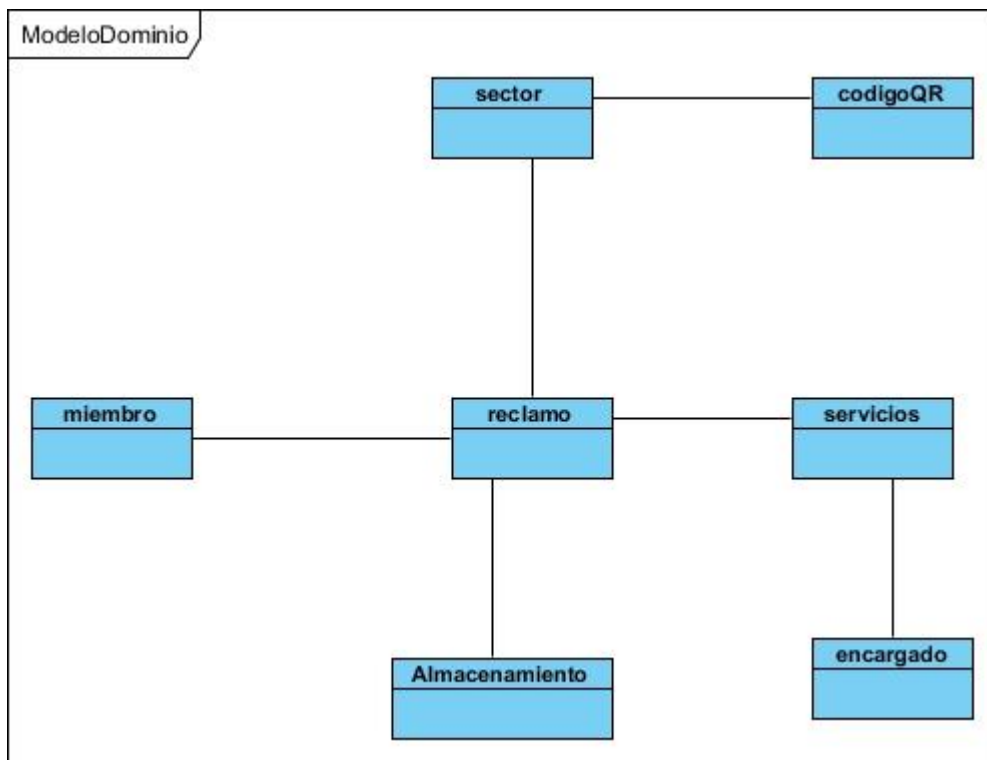 ModeloDominio
sector
codigoQR
miembro
reclamo
servicios
Almacenamiento
encargado